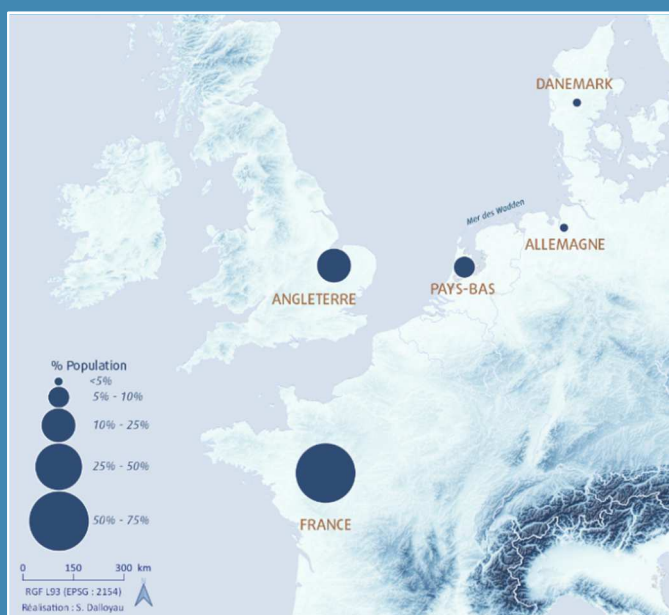 DANEMARK
Mer des Wadden
ALLEMAGNE
PAYS-BAS
ANGLETERRE
% Population
<5%
5% - 10%
10% - 25%
25% - 50%
50% - 75%
FRANCE
0 150 300 km
RGF L93 (EPSG : 2154)
Réalisation : S. Dalloyau